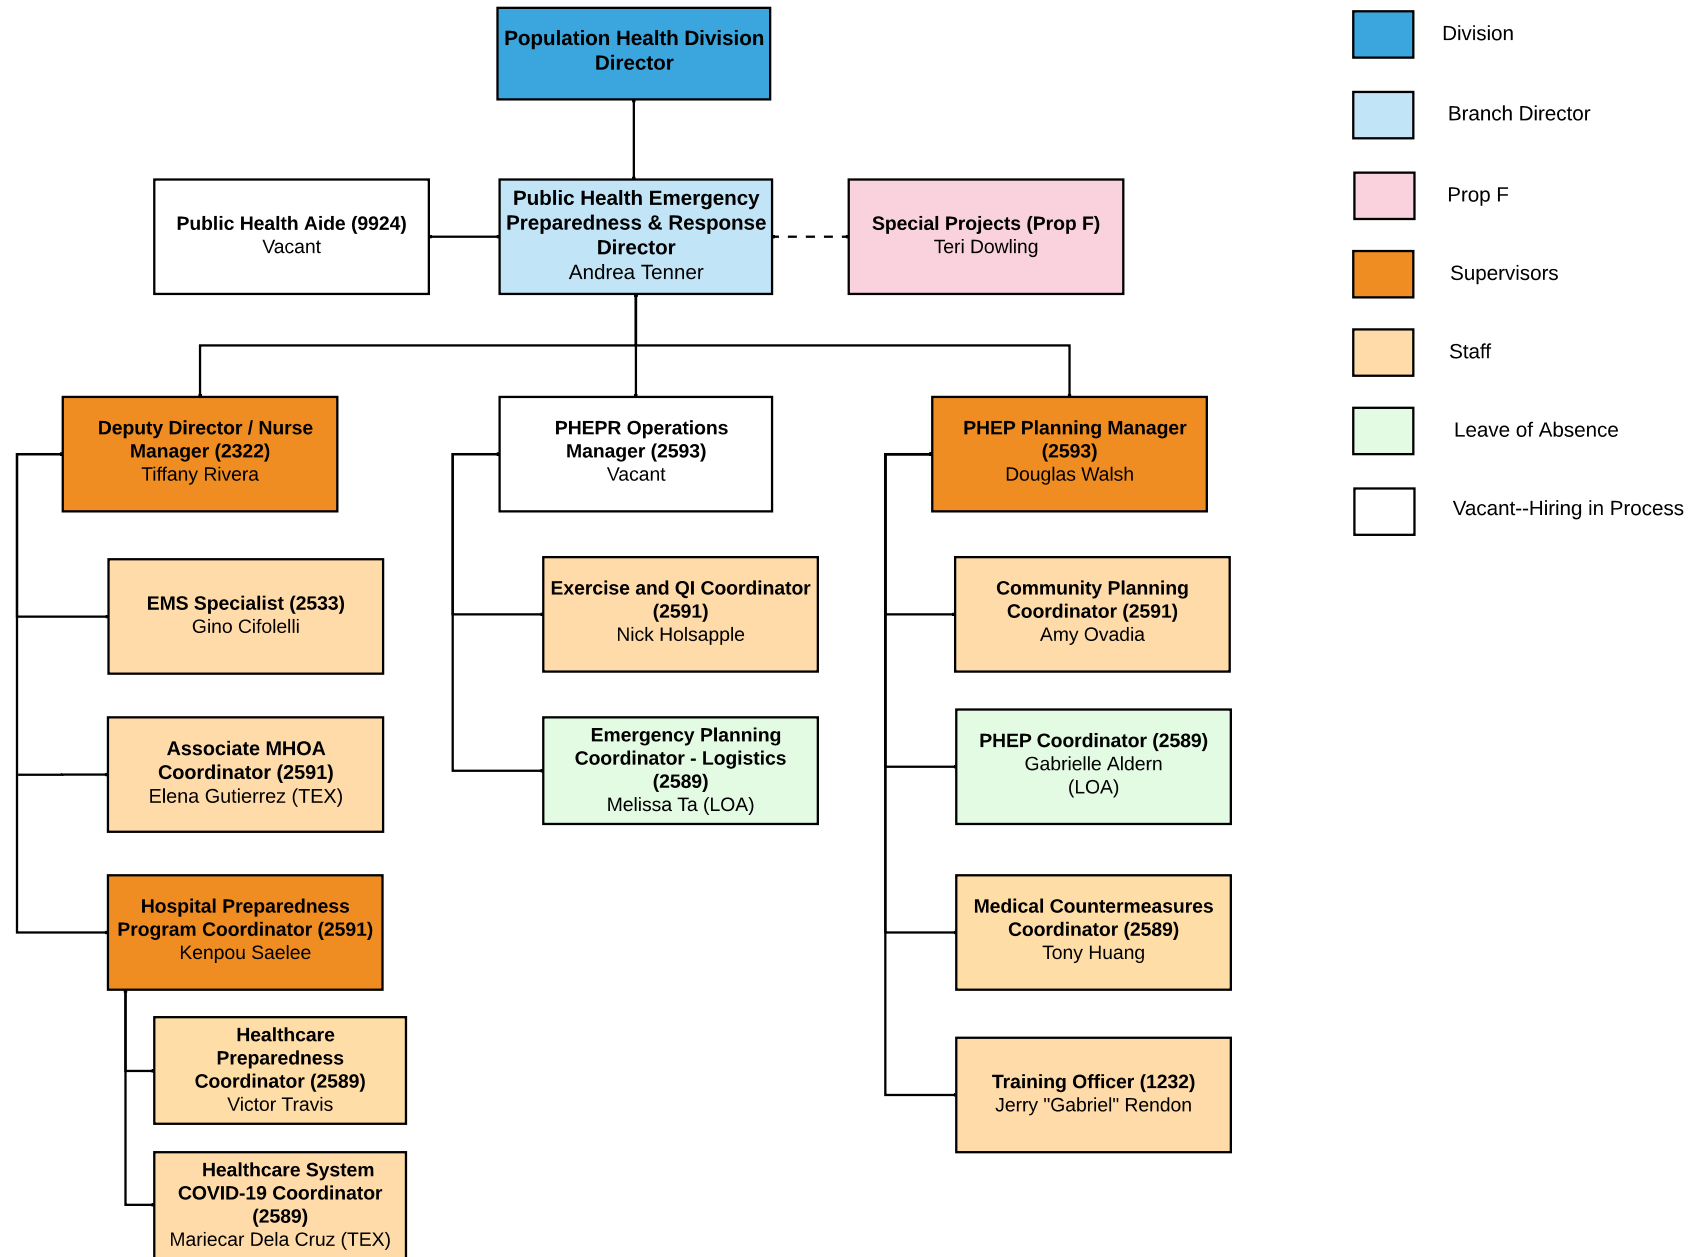 Population Health Division
Director
Public Health Aide (9924)
Vacant
Public Health Emergency
Preparedness & Response
Director
Andrea Tenner
Special Projects (Prop F)
Teri Dowling
Deputy Director / Nurse
Manager (2322)
Tiffany Rivera
EMS Specialist (2533)
Gino Cifolelli
Associate MHOA
Coordinator (2591)
Elena Gutierrez (TEX)
Hospital Preparedness
Program Coordinator (2591)
Kenpou Saelee
Healthcare
Preparedness
Coordinator (2589)
Victor Travis
Healthcare System
COVID-19 Coordinator
(2589)
Mariecar Dela Cruz (TEX)
PHEPR Operations
Manager (2593)
Vacant
Exercise and QI Coordinator
(2591)
Nick Holsapple
Emergency Planning
Coordinator - Logistics
(2589)
Melissa Ta (LOA)
PHEP Planning Manager
(2593)
Douglas Walsh
Community Planning
Coordinator (2591)
Amy Ovadia
PHEP Coordinator (2589)
Gabrielle Aldern
(LOA)
Medical Countermeasures
Coordinator (2589)
Tony Huang
Training Officer (1232)
Jerry "Gabriel" Rendon
Division
Branch Director
Prop F
Supervisors
Staff
Leave of Absence
Vacant--Hiring in Process